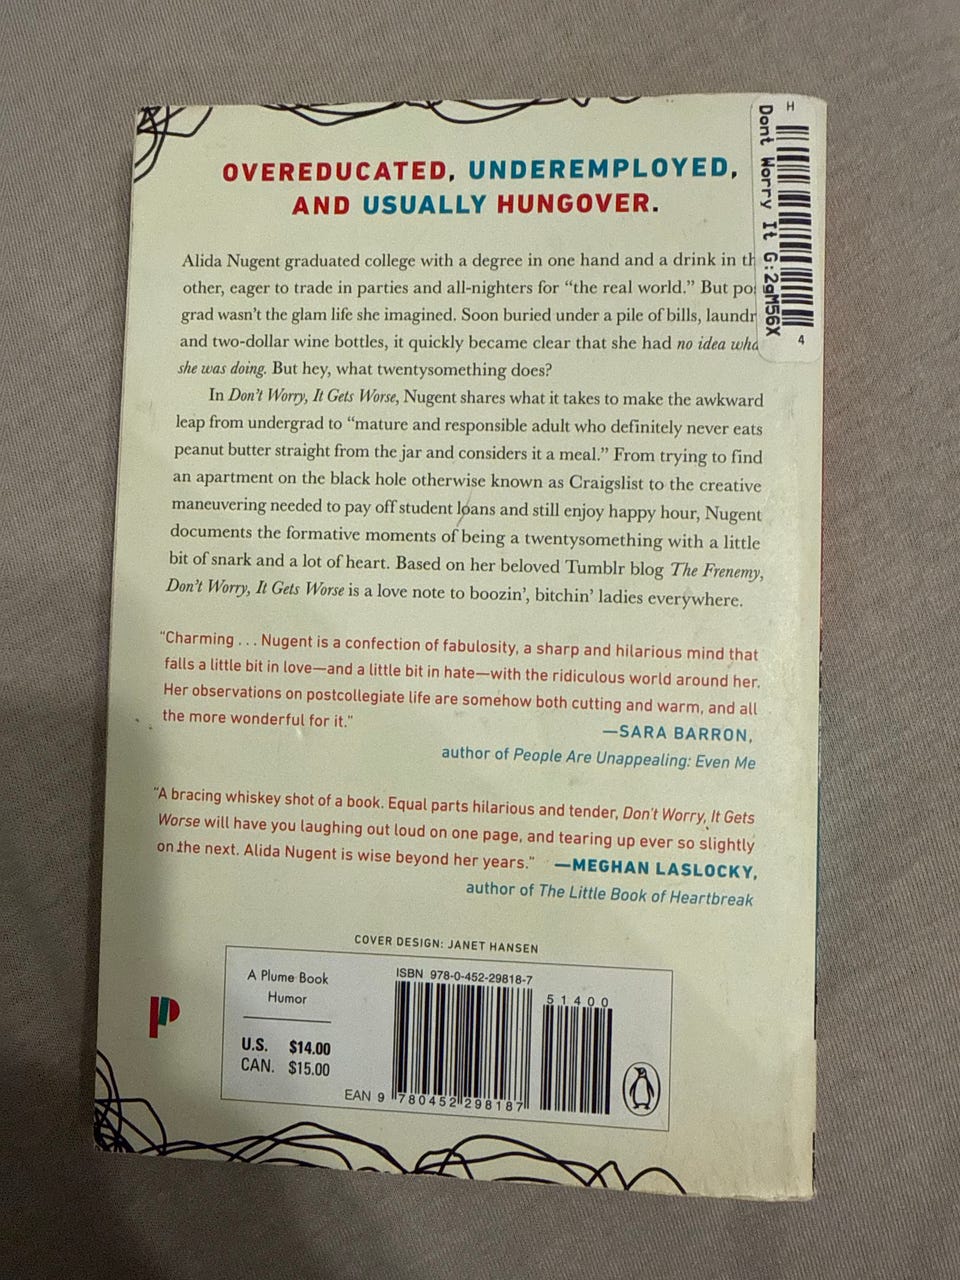 OVEREDUCATED, UNDEREMPLOYED,
AND USUALLY HUNGOVER.
Alida Nugent graduated college with a degree in one hand and a drink in th
other, eager to trade in parties and all-nighters for “the real world.” But pos
grad wasn’t the glam life she imagined. Soon buried under a pile of bills, laundr
and two-dollar wine bottles, it quickly became clear that she had no idea wha
she was doing. But hey, what twentysomething does?
In Don’t Worry, It Gets Worse, Nugent shares what it takes to make the awkward
leap from undergrad to “mature and responsible adult who definitely never eats
peanut butter straight from the jar and considers it a meal.” From trying to find
an apartment on the black hole otherwise known as Craigslist to the creative
maneuvering needed to pay off student loans and still enjoy happy hour, Nugent
documents the formative moments of being a twentysomething with a little
bit of snark and a lot of heart. Based on her beloved Tumblr blog The Frenemy,
Don’t Worry, It Gets Worse is a love note to boozin’, bitchin’ ladies everywhere.
"Charming . . . Nugent is a confection of fabulosity, a sharp and hilarious mind that
falls a little bit in love—and a little bit in hate—with the ridiculous world around her.
Her observations on postcollegiate life are somehow both cutting and warm, and all
the more wonderful for it."
—SARA BARRON,
author of People Are Unappealing: Even Me
"A bracing whiskey shot of a book. Equal parts hilarious and tender, Don't Worry, It Gets
Worse will have you laughing out loud on one page, and tearing up ever so slightly
on the next. Alida Nugent is wise beyond her years." —MEGHAN LASLOCKY,
author of The Little Book of Heartbreak
COVER DESIGN: JANET HANSEN
A Plume Book
Humor
U.S. $14.00
CAN. $15.00
ISBN 978-0-452-29818-7
51400
EAN 9 780452 298187
P
H
Dont Worry It G:2gM56X
4